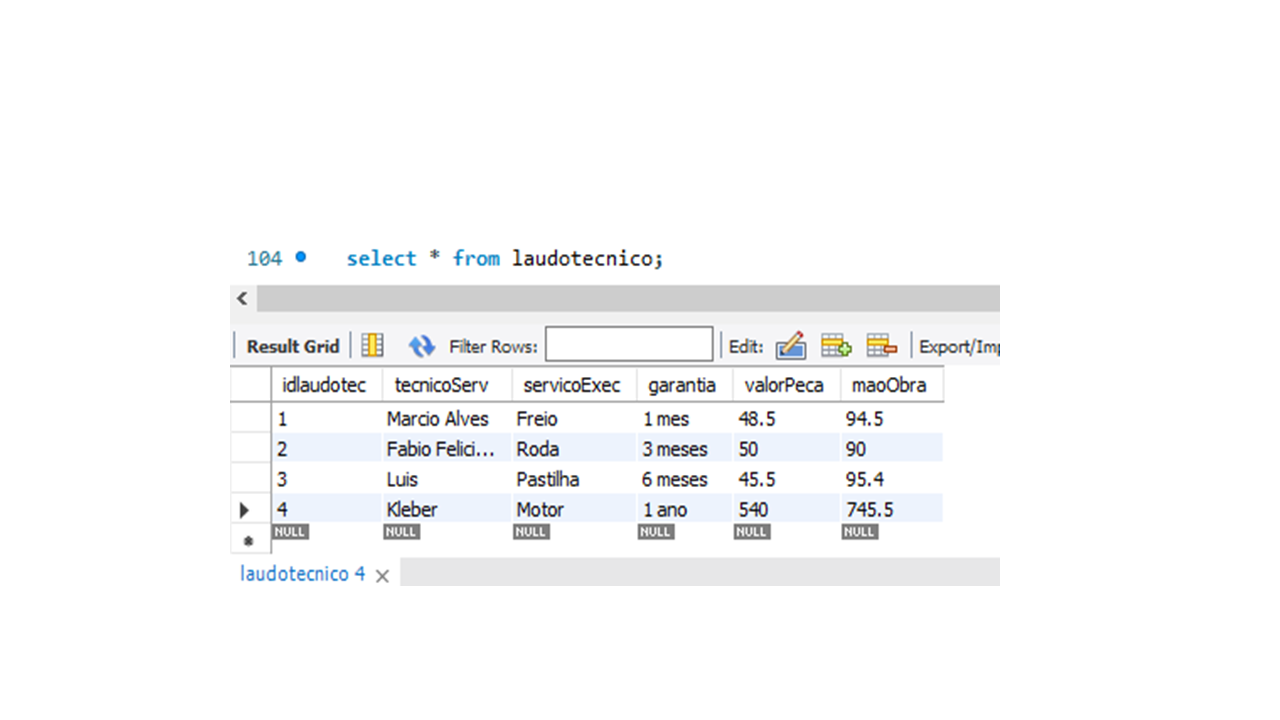 104 select * from laudotecnico;
Result Grid Filter Rows: Edit: Export/Imp
idlaudotec tecnicoServ servicoExec garantia valorPeca maoObra
1 Marcio Alves Freio 1 mes 48.5 94.5
2 Fabio Felici... Roda 3 meses 50 90
3 Luis Pastilha 6 meses 45.5 95.4
4 Kleber Motor 1 ano 540 745.5
NULL NULL NULL NULL NULL NULL
laudotecnico 4